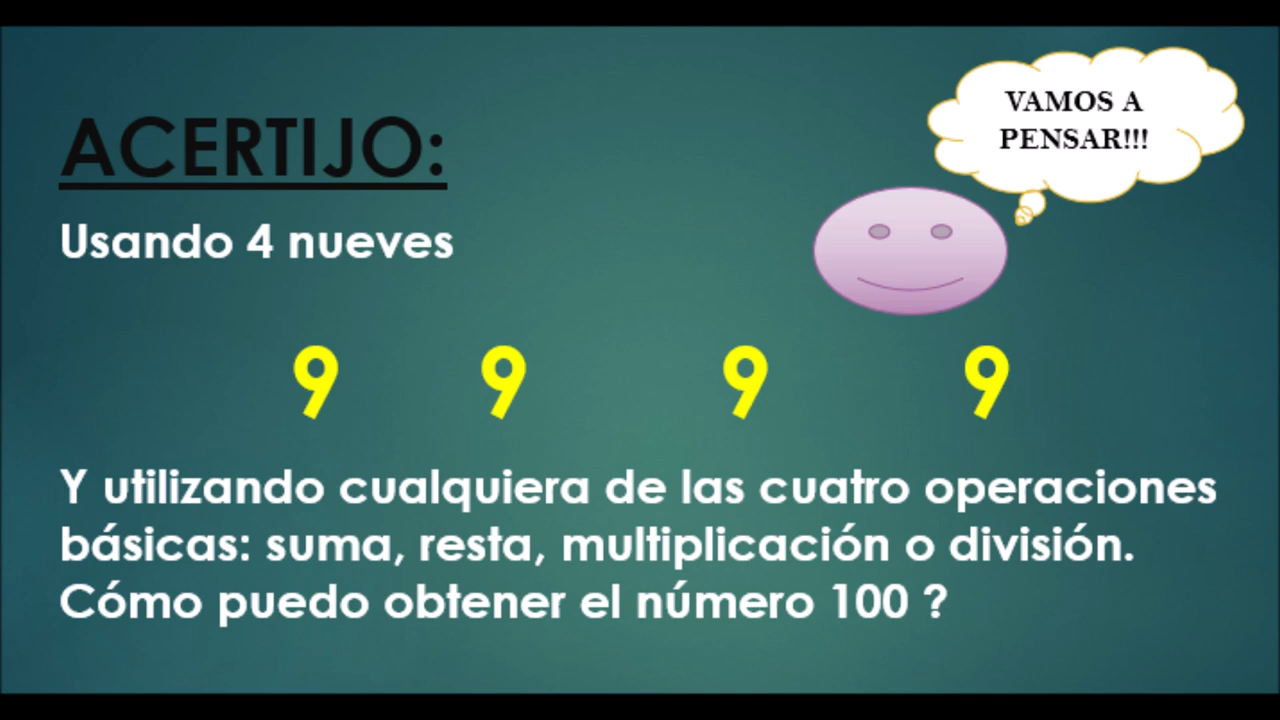 VAMOS A
PENSAR!!!
ACERTIJO:
Usando 4 nueves
9 9 9 9
Y utilizando cualquiera de las cuatro operaciones
básicas: suma, resta, multiplicación o división.
Cómo puedo obtener el número 100 ?